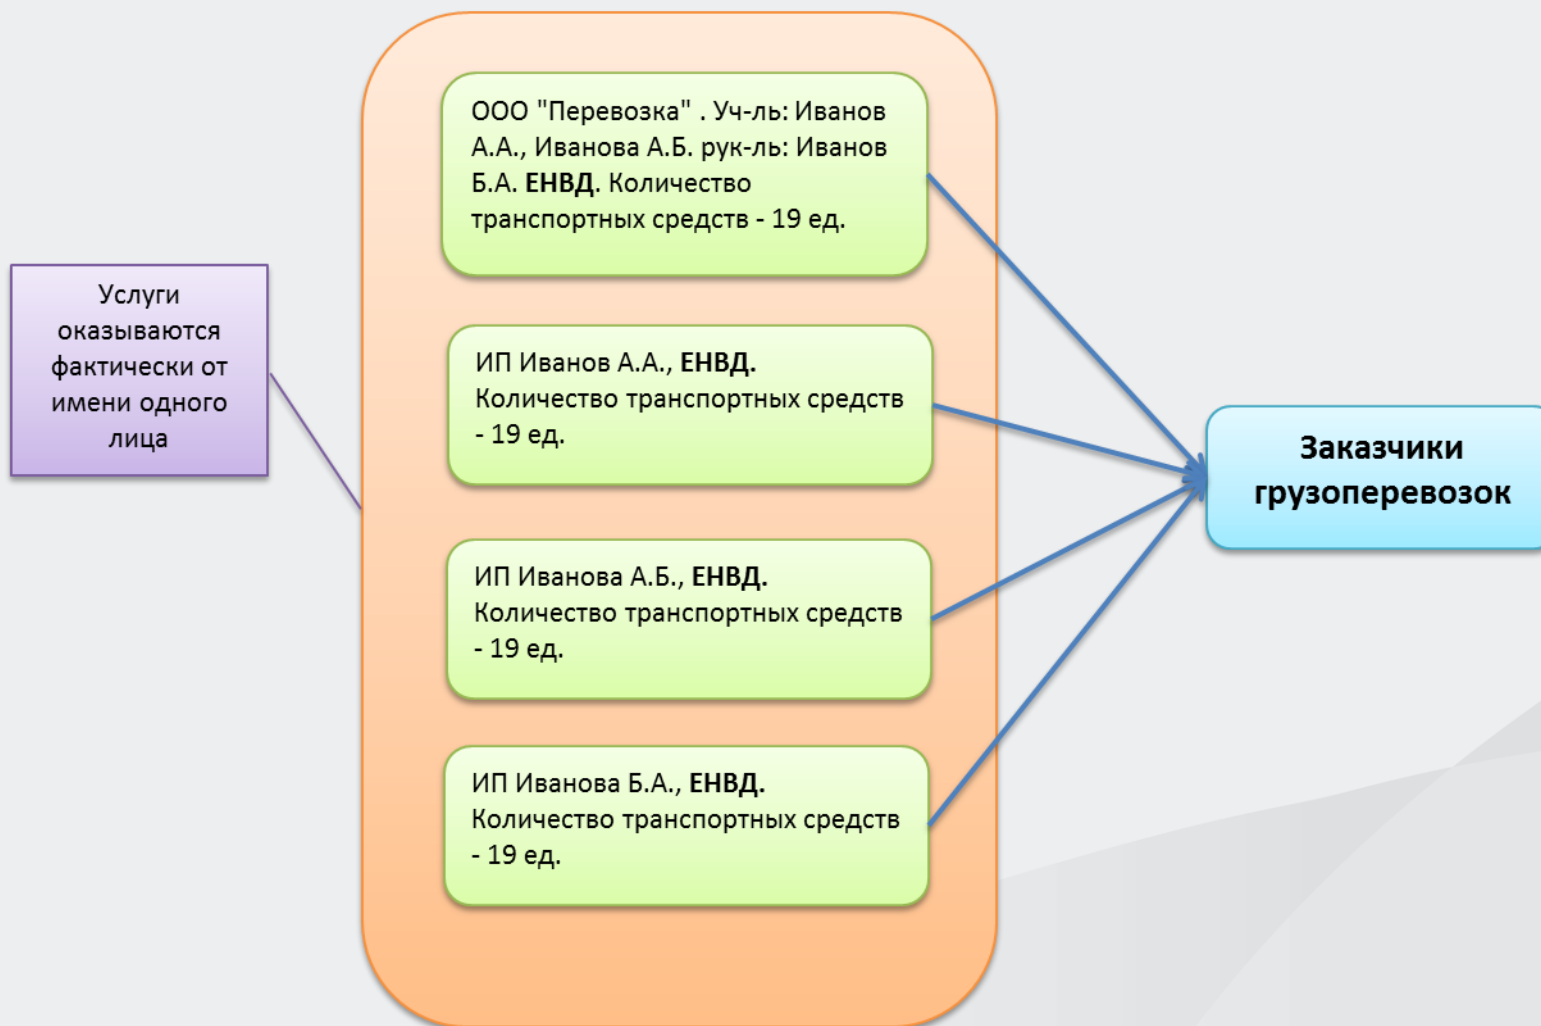 Услуги
оказываются
фактически от
имени одного
лица
ООО "Перевозка" . Уч-ль: Иванов
А.А., Иванова А.Б. рук-ль: Иванов
Б.А. ЕНВД. Количество
транспортных средств - 19 ед.
ИП Иванов А.А., ЕНВД.
Количество транспортных средств
- 19 ед.
ИП Иванова А.Б., ЕНВД.
Количество транспортных средств
- 19 ед.
ИП Иванова Б.А., ЕНВД.
Количество транспортных средств
- 19 ед.
Заказчики
грузоперевозок